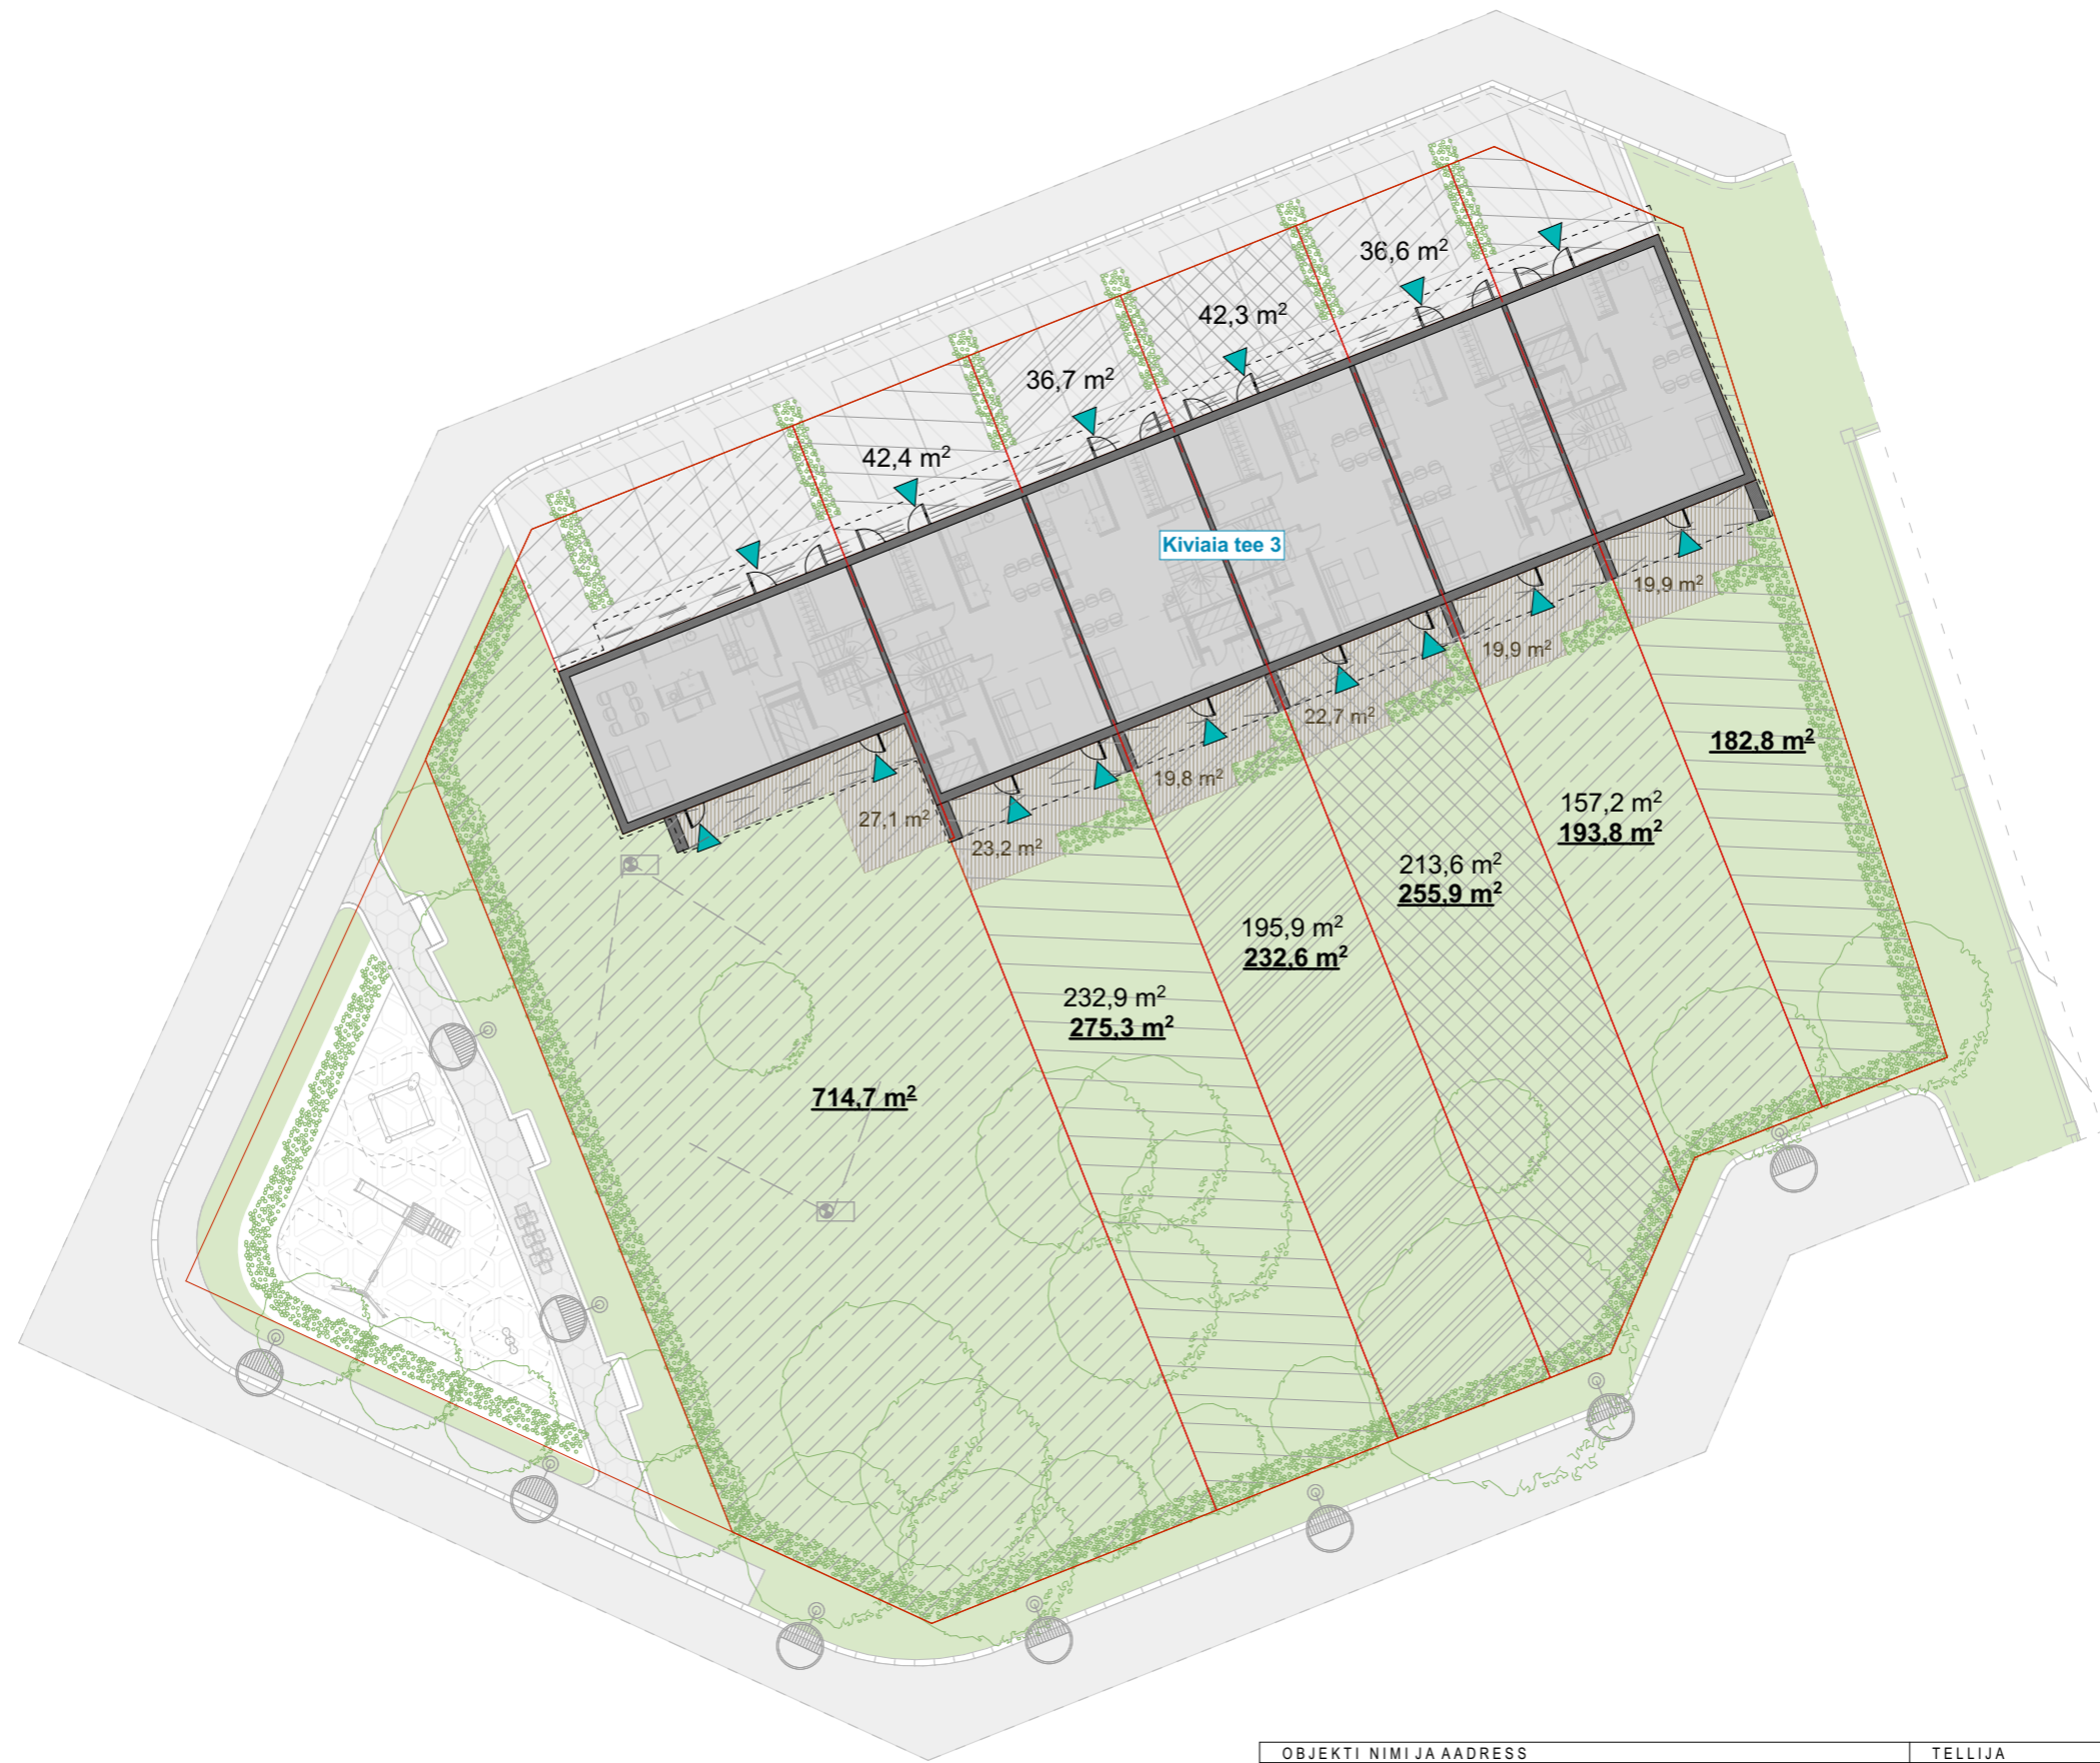 36,6 m²
42,3 m²
36,7 m²
42,4 m²
Kiviaia tee 3
19,9 m²
19,9 m²
22,7 m²
19,8 m²
27,1 m²
23,2 m²
182,8 m²
157,2 m²
193,8 m²
213,6 m²
255,9 m²
195,9 m²
232,6 m²
232,9 m²
275,3 m²
714,7 m²
OBJEKTI NIMI JA AADRESS TELLIJA